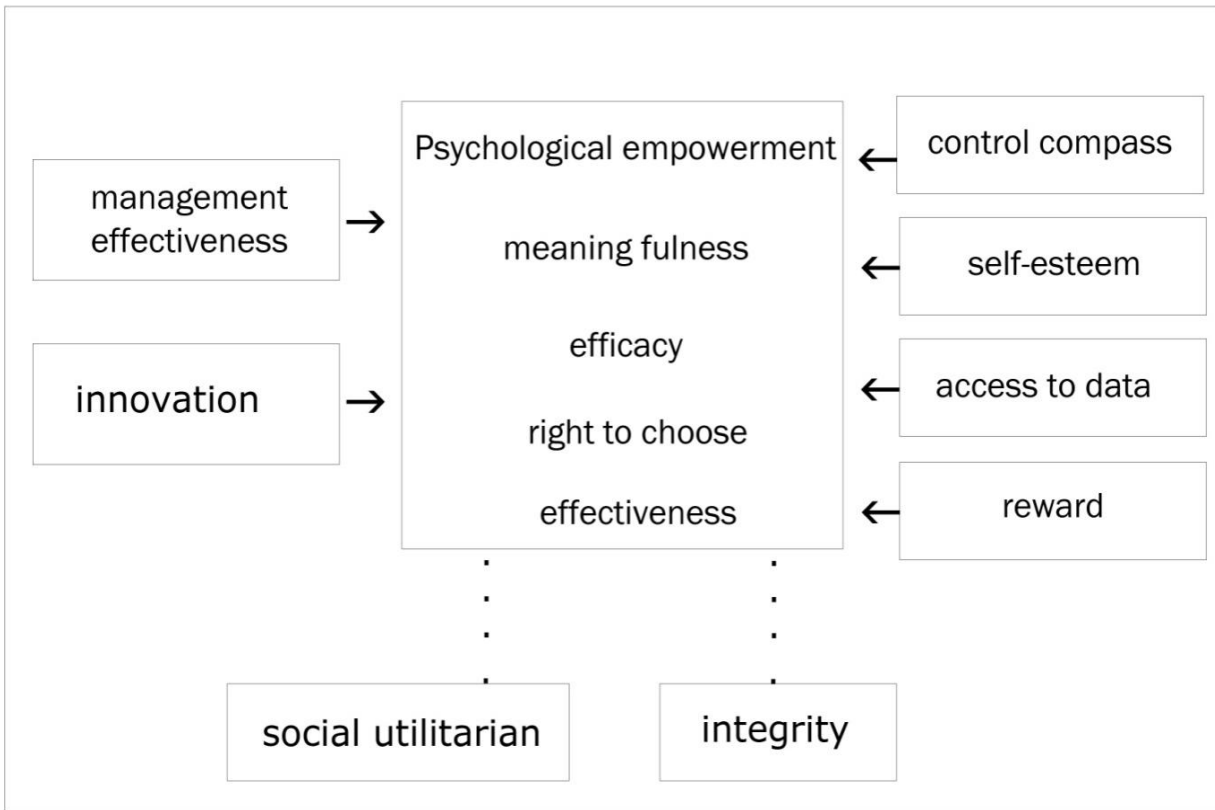 management
effectiveness
innovation
Psychological empowerment
meaning fulness
efficacy
right to choose
effectiveness
control compass
self-esteem
access to data
reward
social utilitarian
integrity